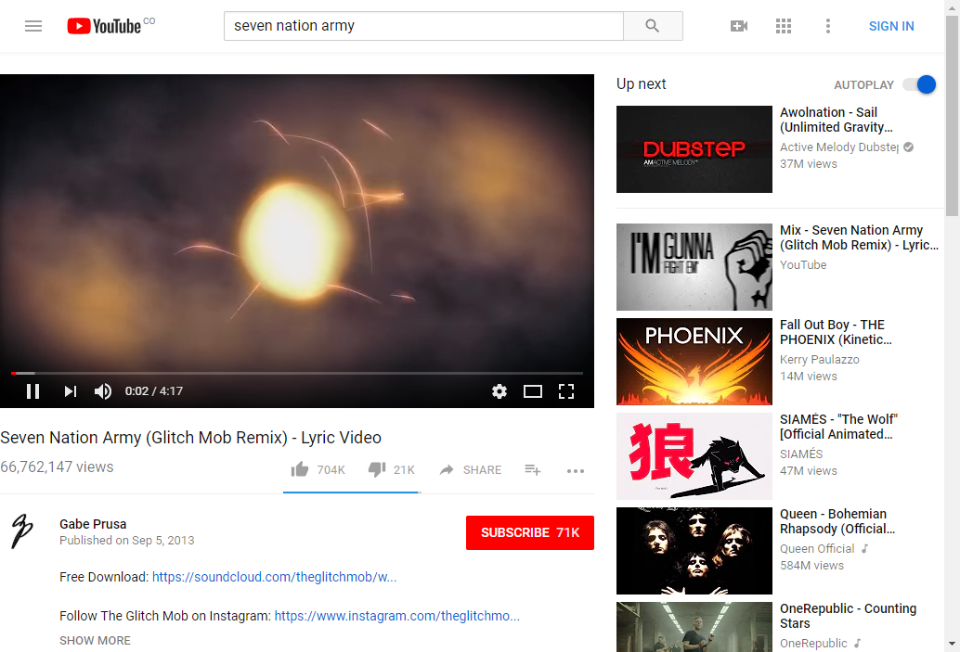 YouTube CO
seven nation army
SIGN IN
0:02 / 4:17
Seven Nation Army (Glitch Mob Remix) - Lyric Video
66,762,147 views
704K
21K
SHARE
Gabe Prusa
Published on Sep 5, 2013
SUBSCRIBE 71K
Free Download: https://soundcloud.com/theglitchmob/w...
Follow The Glitch Mob on Instagram: https://www.instagram.com/theglitchmo...
SHOW MORE
Up next
AUTOPLAY
DUBSTEP
AMACTIVE MELODY
Awolnation - Sail
(Unlimited Gravity...
Active Melody Dubstep
37M views
I'M GUNNA
FIGHT EM'
Mix - Seven Nation Army
(Glitch Mob Remix) - Lyric...
YouTube
PHOENIX
Fall Out Boy - THE
PHOENIX (Kinetic...
Kerry Paulazzo
14M views
狼
SIAMÉS - "The Wolf"
[Official Animated...
SIAMÉS
47M views
Queen - Bohemian
Rhapsody (Official...
Queen Official
584M views
OneRepublic - Counting
Stars
OneRepublic